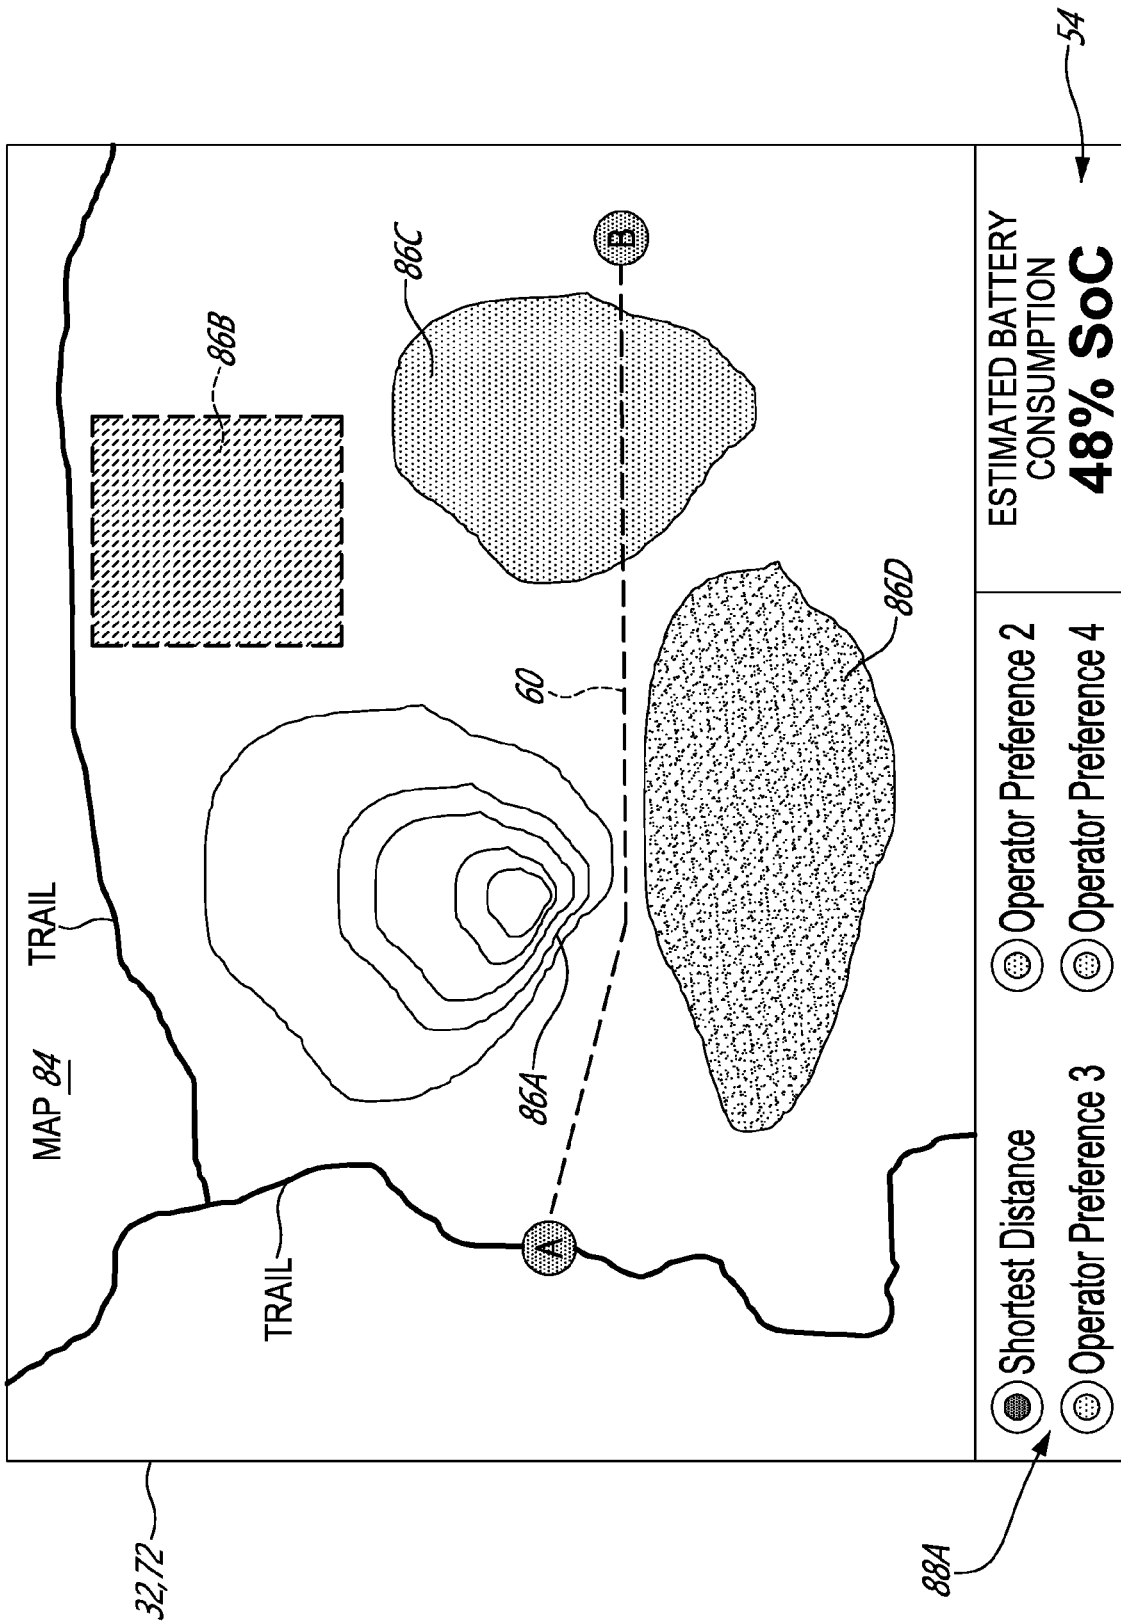 32,72
MAP 84
TRAIL
TRAIL
86B
86C
86A
60
A
B
86D
Shortest Distance
Operator Preference 2
Operator Preference 3
Operator Preference 4
ESTIMATED BATTERY
CONSUMPTION
48% SoC
88A
54